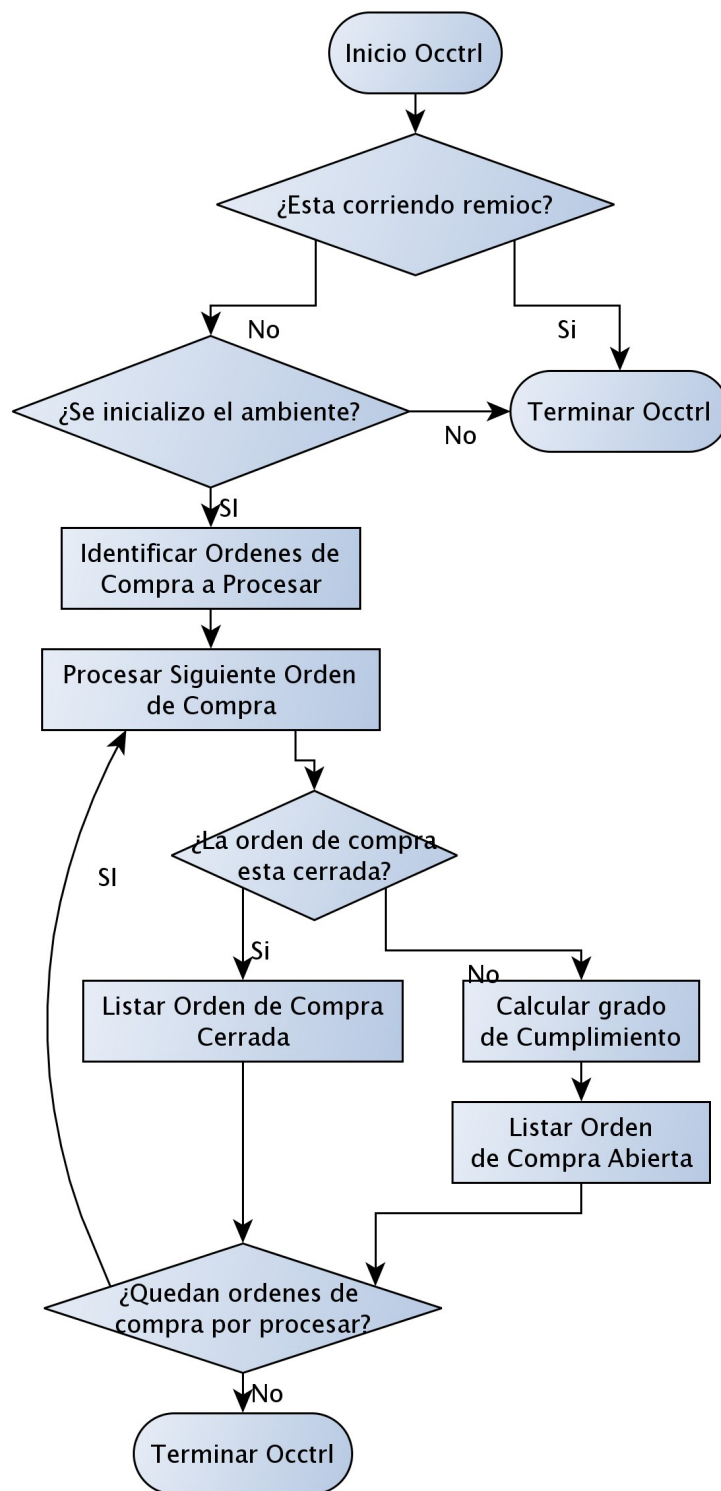 Inicio Occtrl
¿Esta corriendo remioc?
No
Si
¿Se inicializo el ambiente?
No
Terminar Occtrl
SI
Identificar Ordenes de
Compra a Procesar
Procesar Siguiente Orden
de Compra
¿La orden de compra
esta cerrada?
SI
Si
No
Listar Orden de Compra
Cerrada
Calcular grado
de Cumplimiento
Listar Orden
de Compra Abierta
¿Quedan ordenes de
compra por procesar?
No
Terminar Occtrl